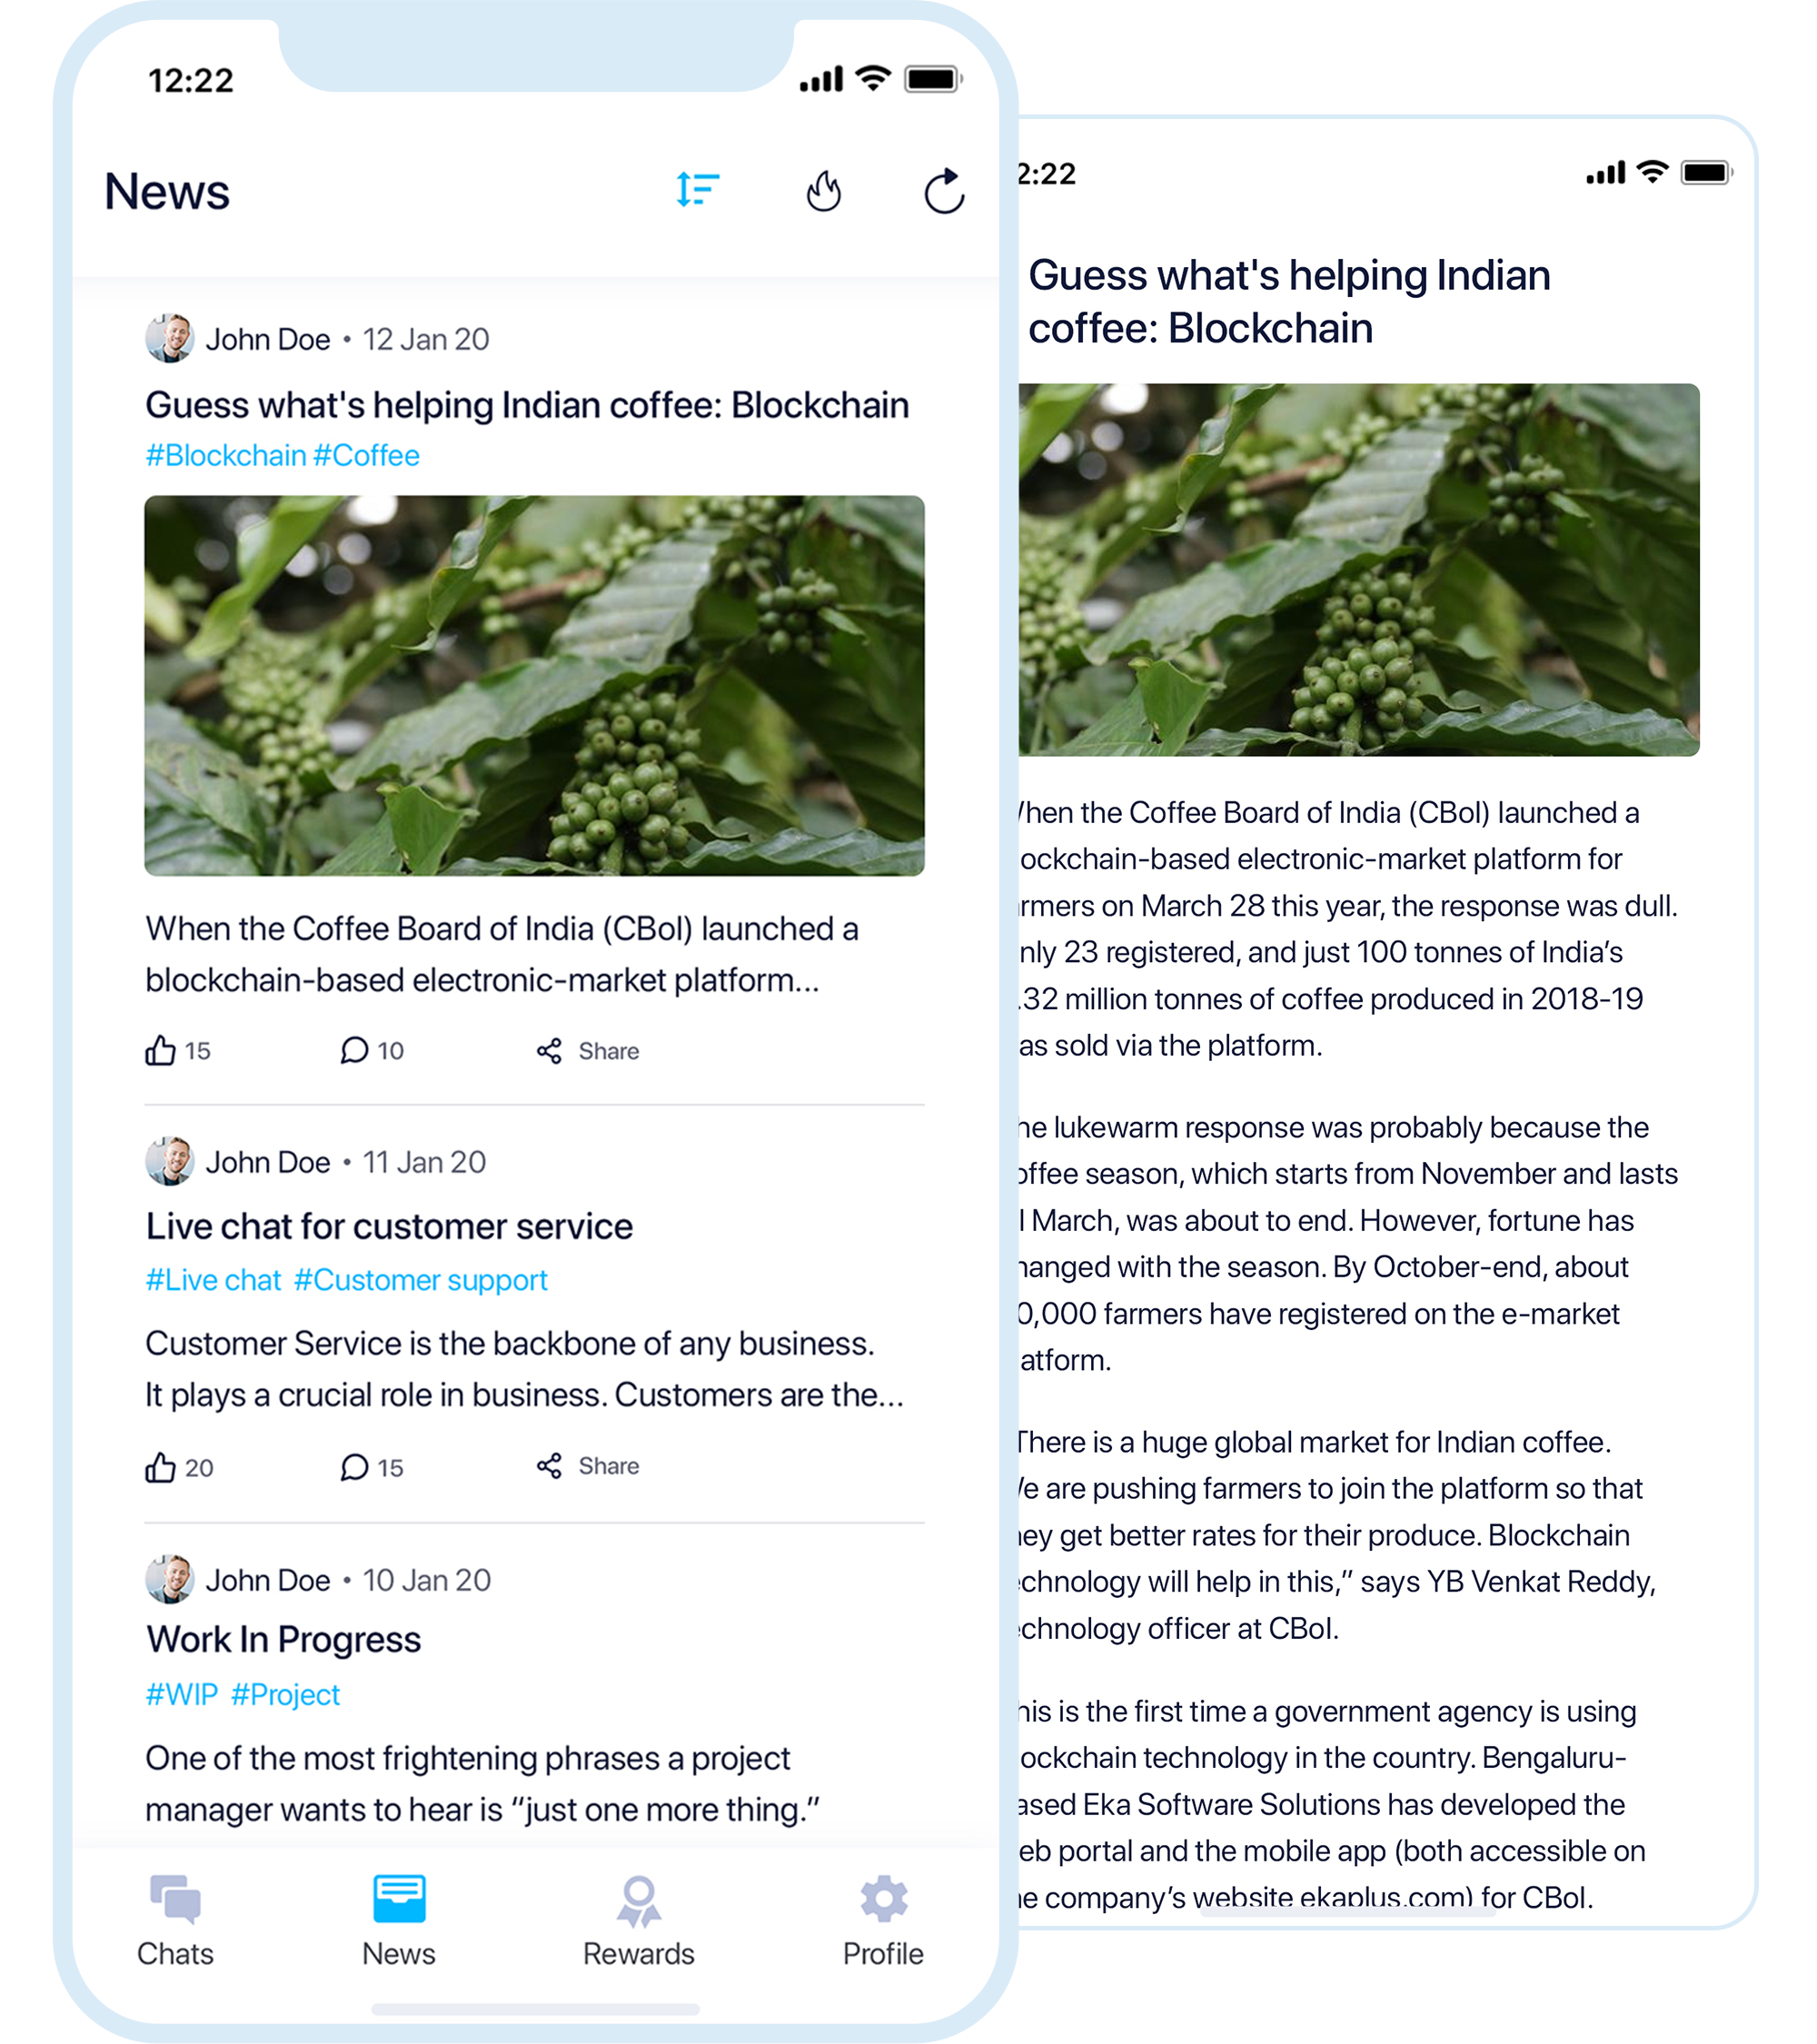 12:22
News
John Doe • 12 Jan 20
Guess what's helping Indian coffee: Blockchain
#Blockchain #Coffee
When the Coffee Board of India (CBoI) launched a
blockchain-based electronic-market platform...
15 10 Share
John Doe • 11 Jan 20
Live chat for customer service
#Live chat #Customer support
Customer Service is the backbone of any business.
It plays a crucial role in business. Customers are the...
20 15 Share
John Doe • 10 Jan 20
Work In Progress
#WIP #Project
One of the most frightening phrases a project
manager wants to hear is “just one more thing.”
Chats News Rewards Profile
2:22
Guess what's helping Indian
coffee: Blockchain
hen the Coffee Board of India (CBoI) launched a
ockchain-based electronic-market platform for
rmers on March 28 this year, the response was dull.
nly 23 registered, and just 100 tonnes of India’s
.32 million tonnes of coffee produced in 2018-19
as sold via the platform.
he lukewarm response was probably because the
offee season, which starts from November and lasts
l March, was about to end. However, fortune has
hanged with the season. By October-end, about
0,000 farmers have registered on the e-market
atform.
There is a huge global market for Indian coffee.
e are pushing farmers to join the platform so that
ey get better rates for their produce. Blockchain
chnology will help in this,” says YB Venkat Reddy,
chnology officer at CBoI.
his is the first time a government agency is using
ockchain technology in the country. Bengaluru-
ased Eka Software Solutions has developed the
eb portal and the mobile app (both accessible on
e company’s website ekaplus.com) for CBoI.